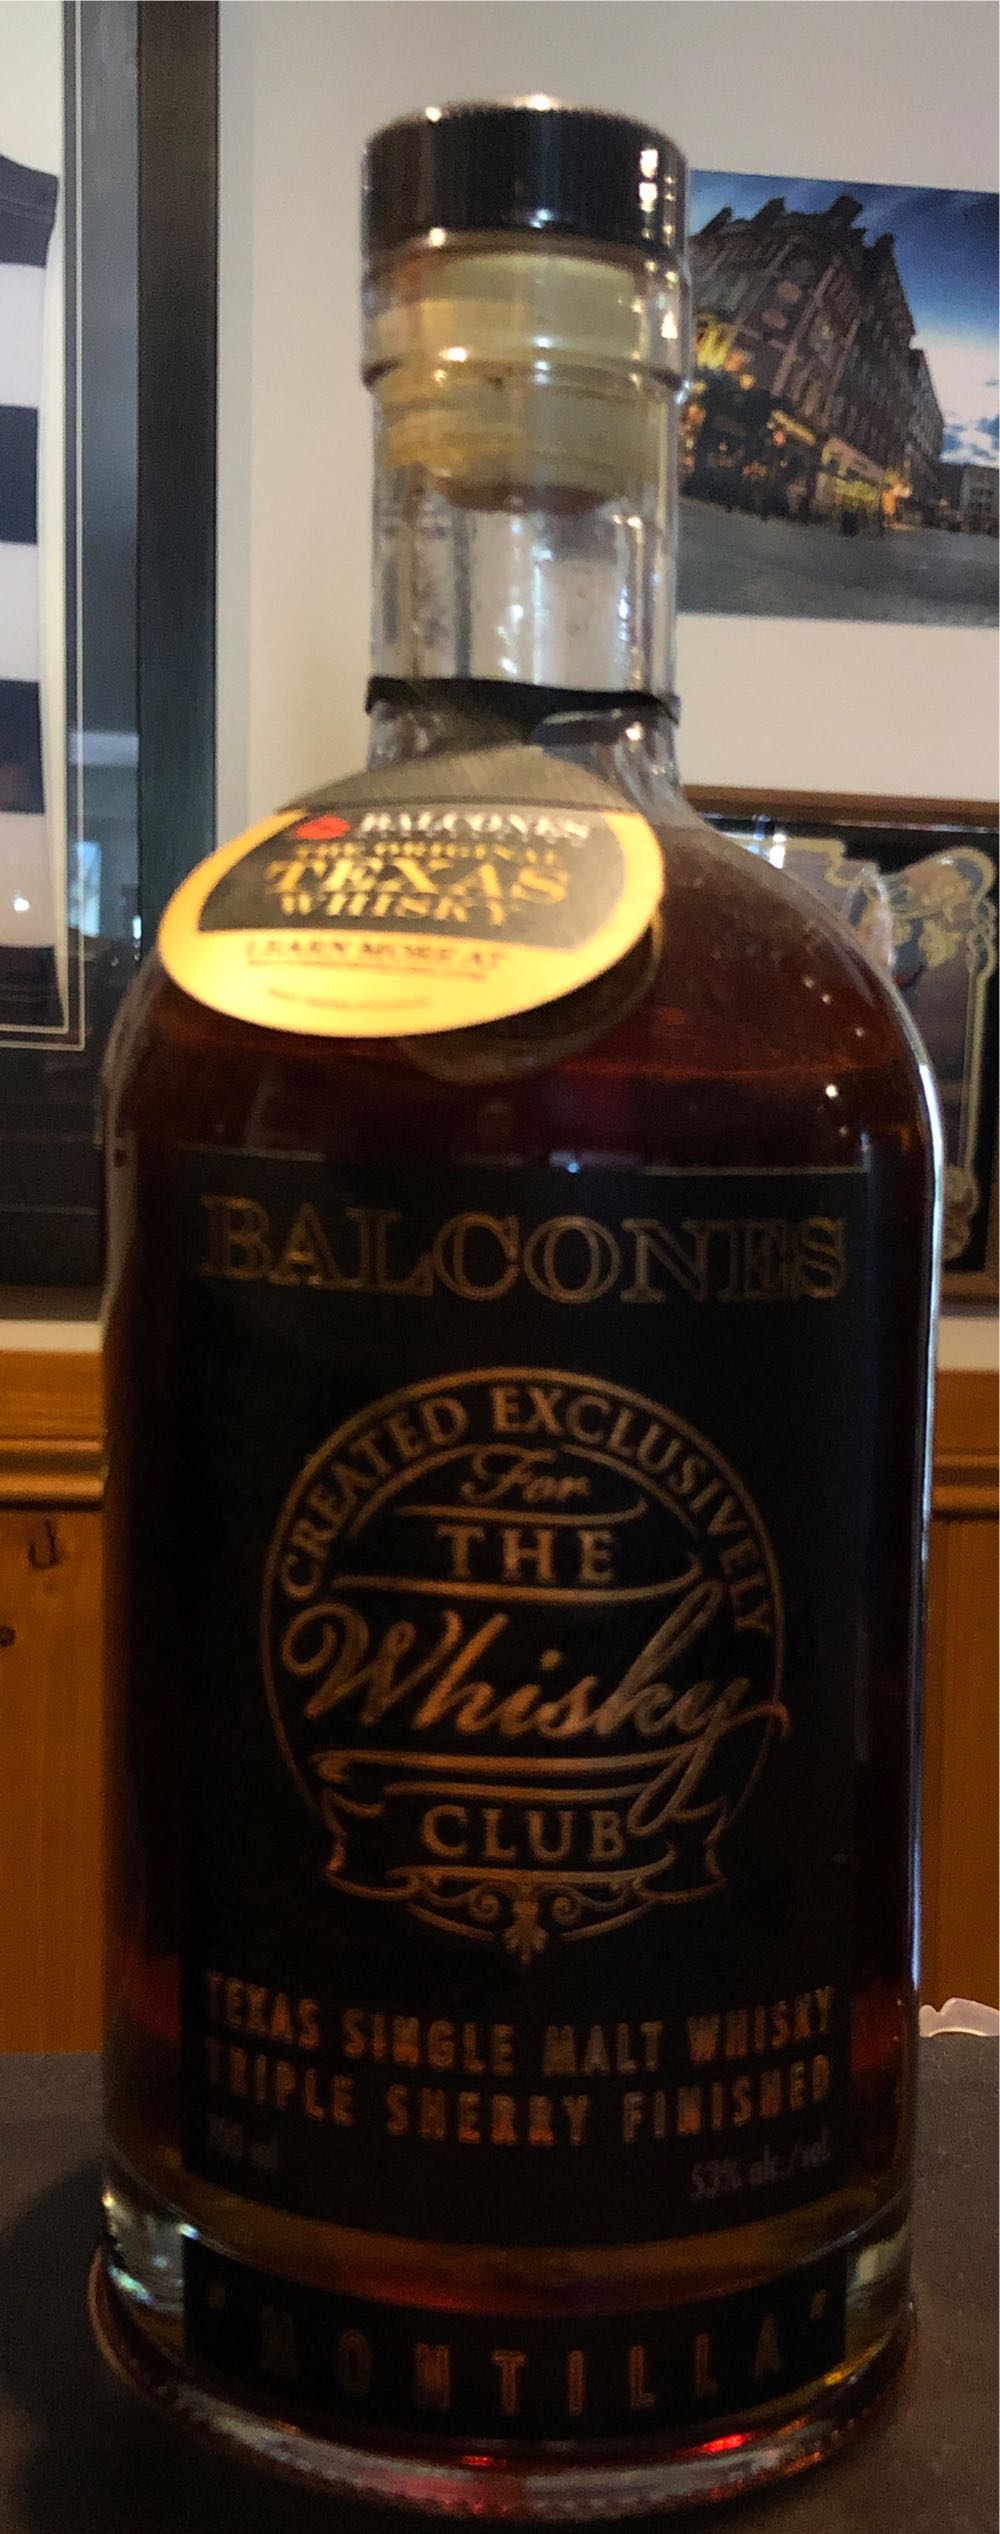 BALCONES
THE ORIGINAL
TEXAS
WHISKY
LEARN MORE AT
BALCONES
CREATED EXCLUSIVELY
For
THE
Whisky
CLUB
TEXAS SINGLE MALT WHISKY
TRIPLE SHERRY FINISHED
700 ml
53% alc./vol.
"MONTILLA"